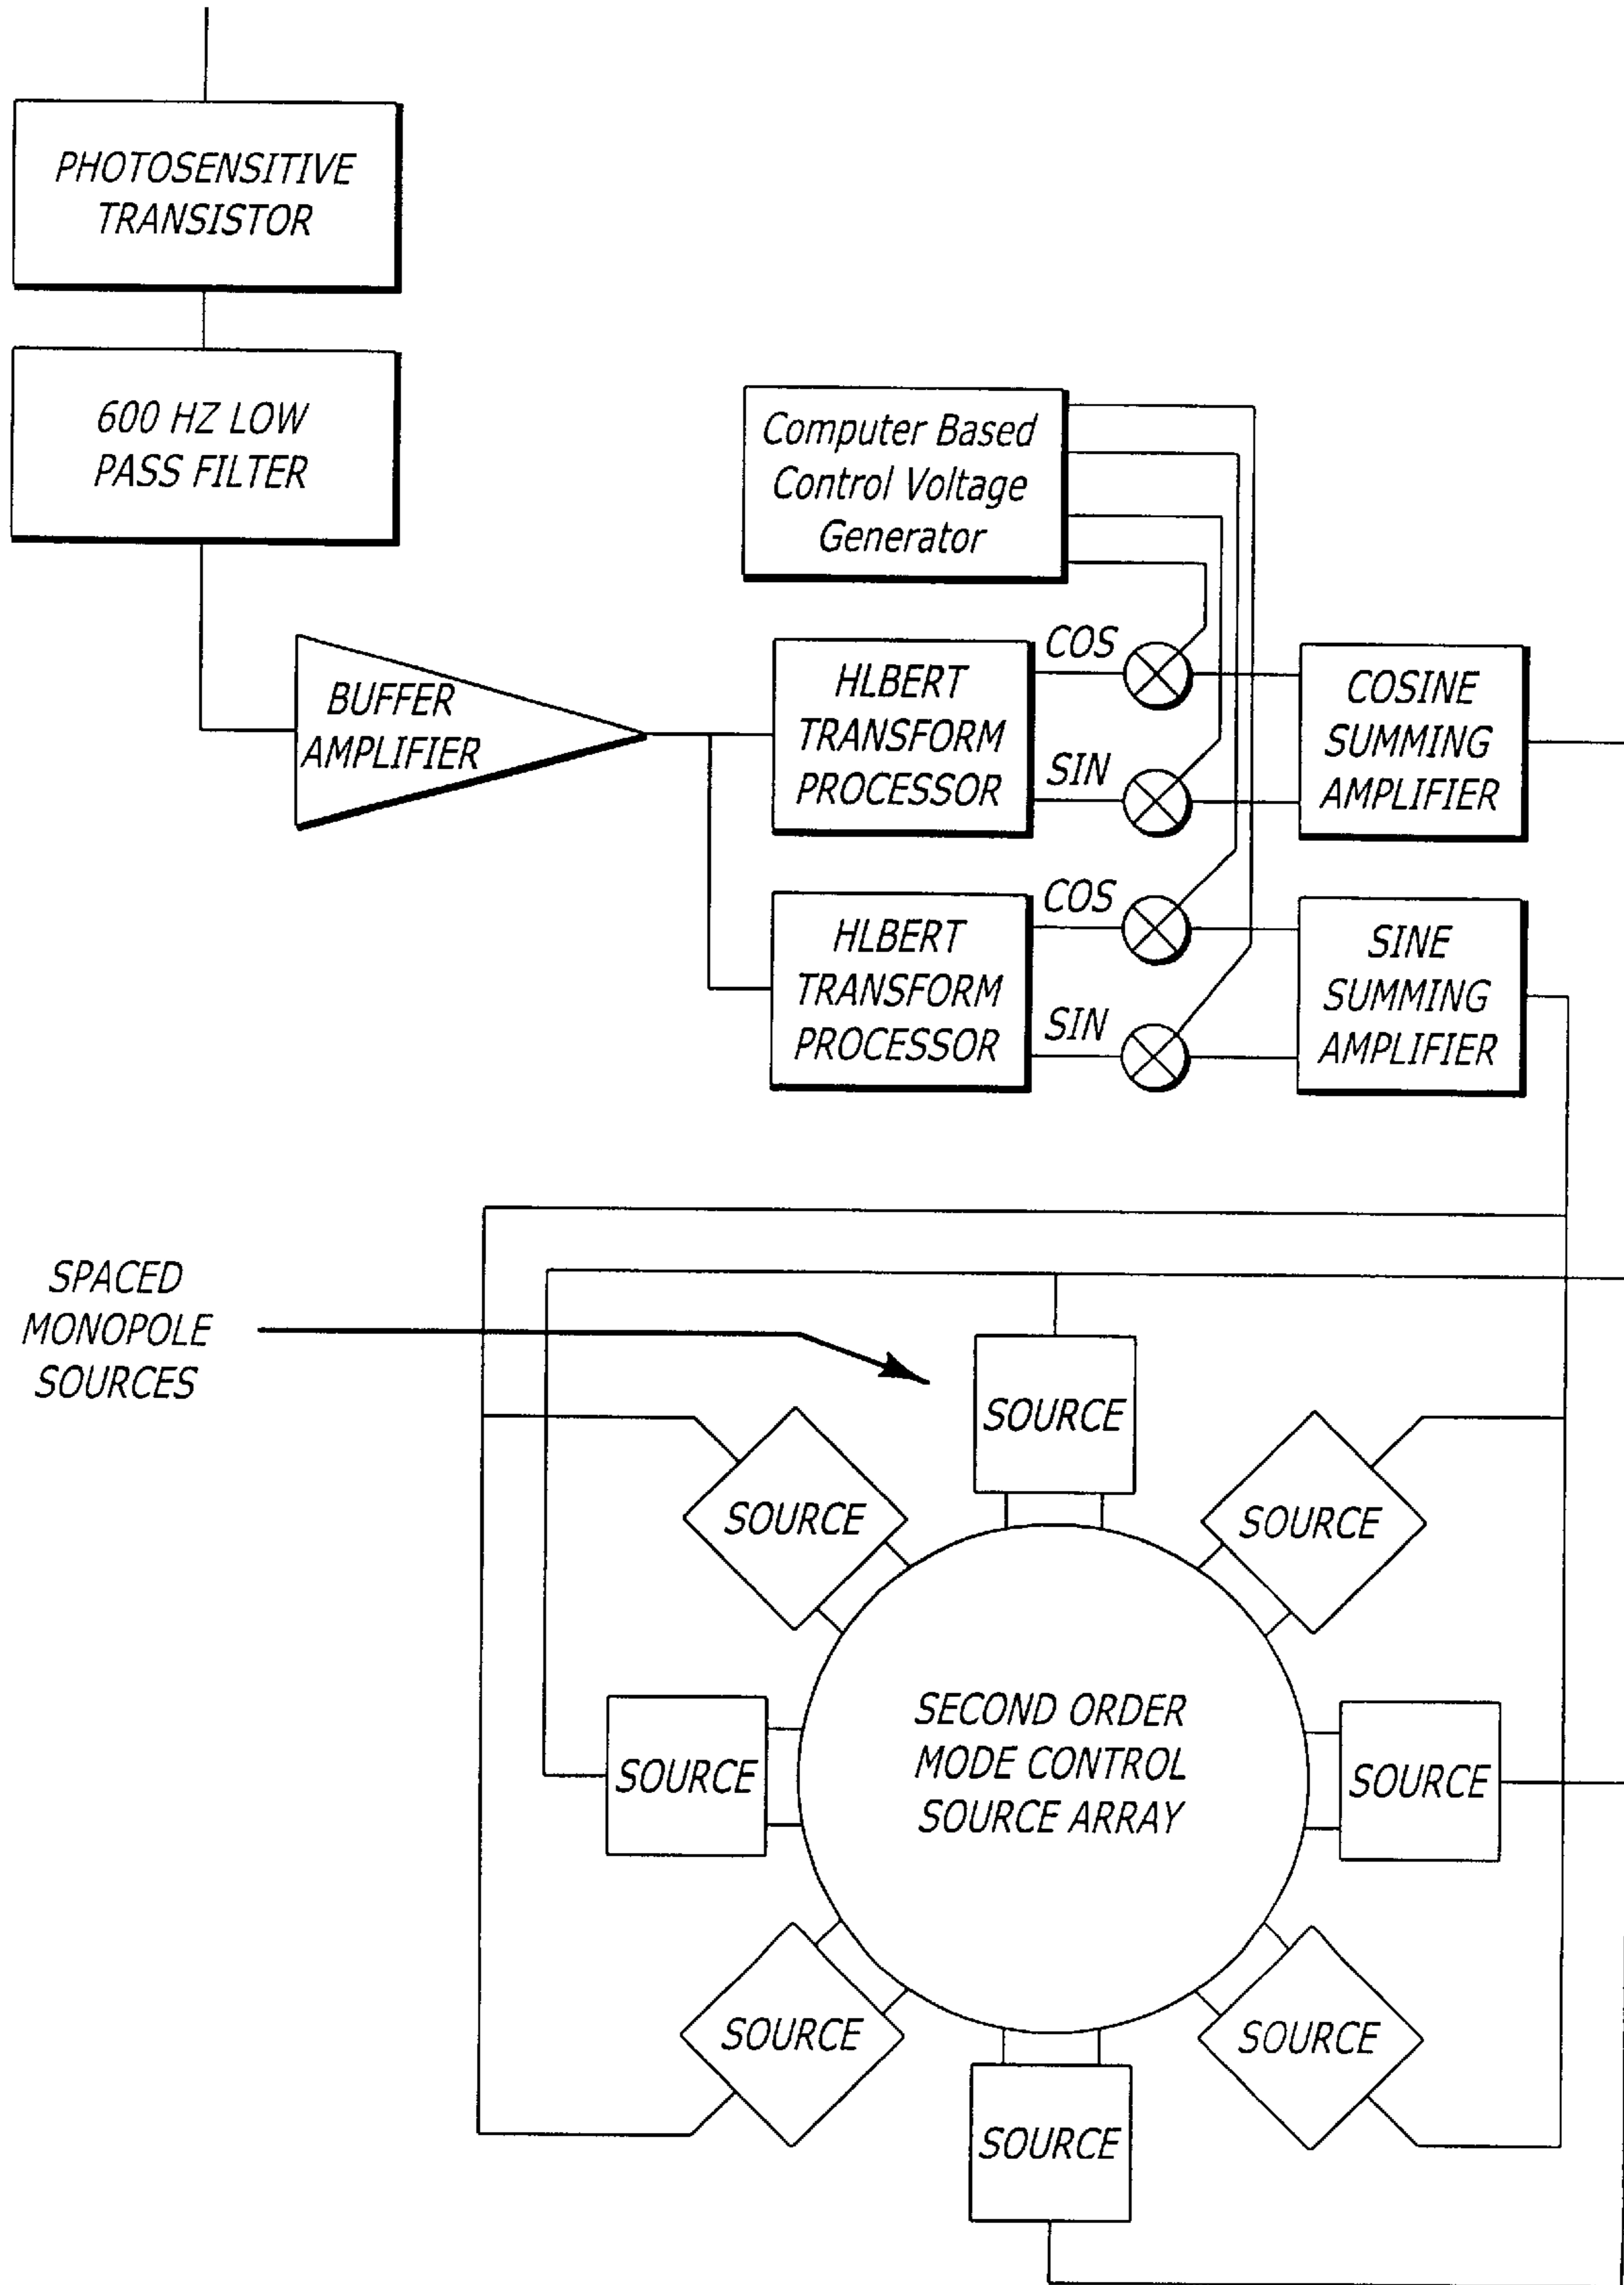 PHOTOSENSITIVE
TRANSISTOR
600 HZ LOW
PASS FILTER
Computer Based
Control Voltage
Generator
BUFFER
AMPLIFIER
HLBERT
TRANSFORM
PROCESSOR
COS
SIN
COSINE
SUMMING
AMPLIFIER
HLBERT
TRANSFORM
PROCESSOR
COS
SIN
SINE
SUMMING
AMPLIFIER
SPACED
MONOPOLE
SOURCES
SOURCE
SOURCE
SOURCE
SOURCE
SECOND ORDER
MODE CONTROL
SOURCE ARRAY
SOURCE
SOURCE
SOURCE
SOURCE